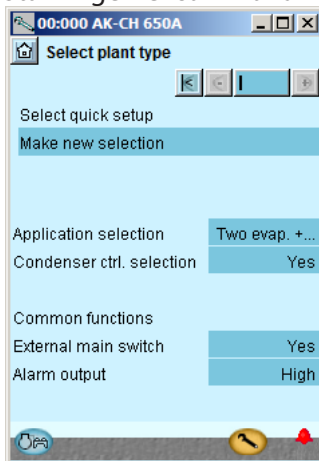 00:000 AK-CH 650A
Select plant type
Select quick setup
Make new selection
Application selection Two evap. +...
Condenser ctrl. selection Yes
Common functions
External main switch Yes
Alarm output High